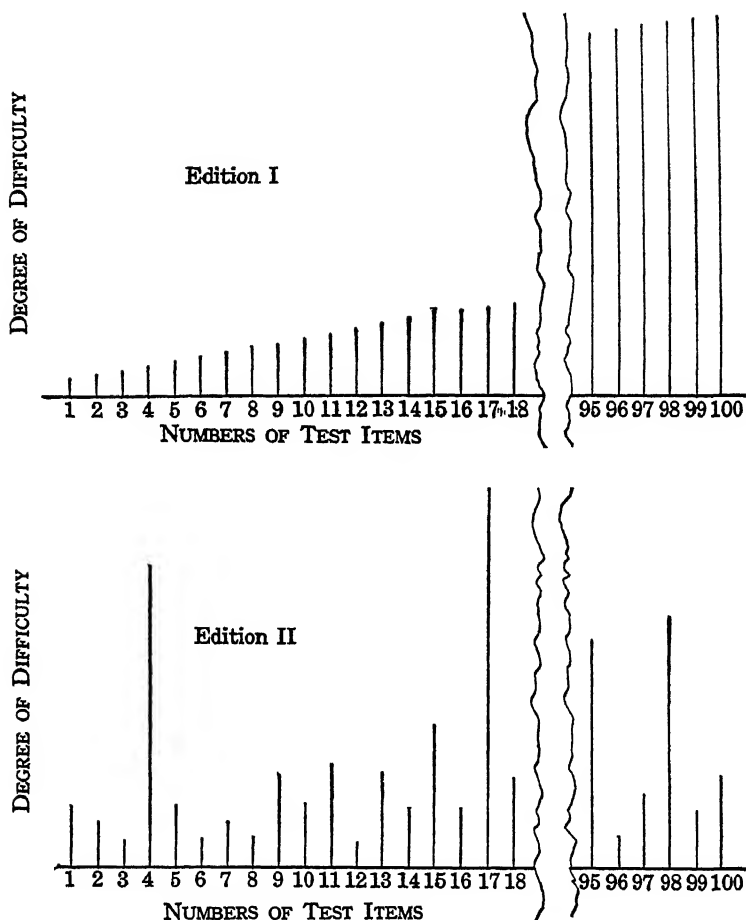 DEGREE OF DIFFICULTY
Edition I
1 2 3 4 5 6 7 8 9 10 11 12 13 14 15 16 17 18 95 96 97 98 99 100
NUMBERS OF TEST ITEMS
DEGREE OF DIFFICULTY
Edition II
1 2 3 4 5 6 7 8 9 10 11 12 13 14 15 16 17 18 95 96 97 98 99 100
NUMBERS OF TEST ITEMS